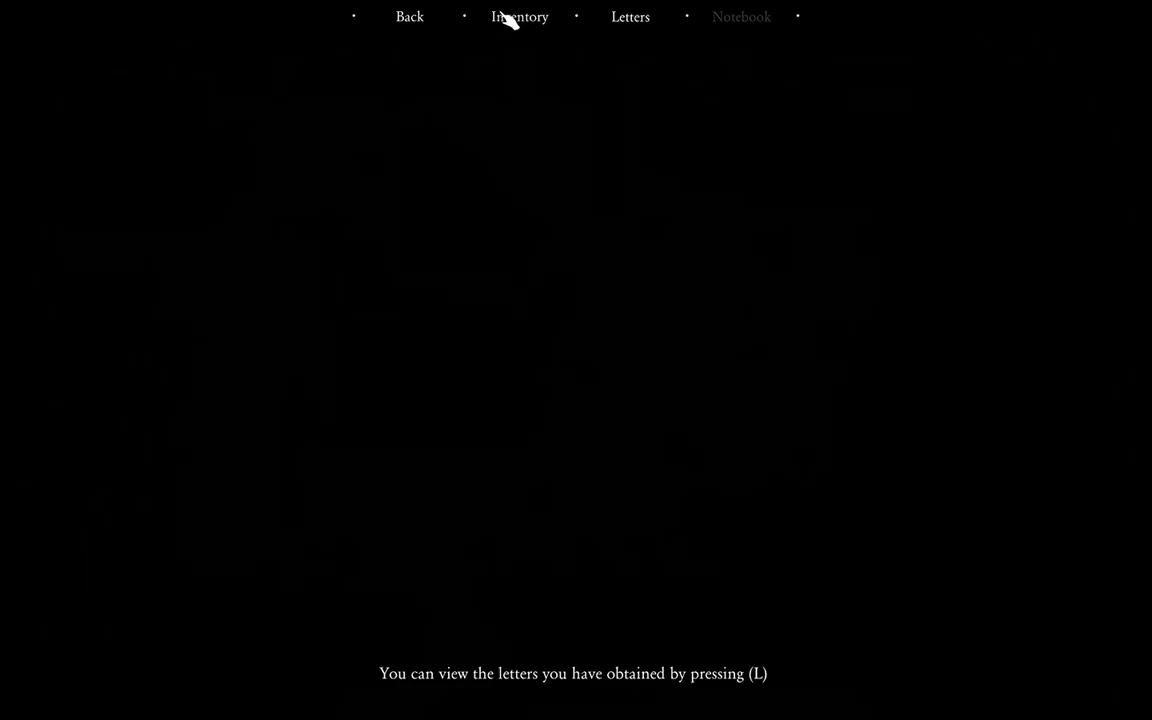 · Back · Inventory · Letters · Notebook ·
You can view the letters you have obtained by pressing (L)